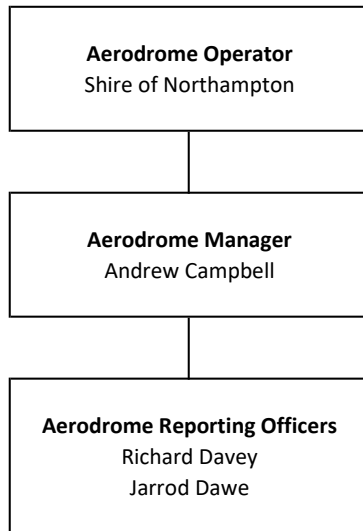 Aerodrome Operator
Shire of Northampton
Aerodrome Manager
Andrew Campbell
Aerodrome Reporting Officers
Richard Davey
Jarrod Dawe